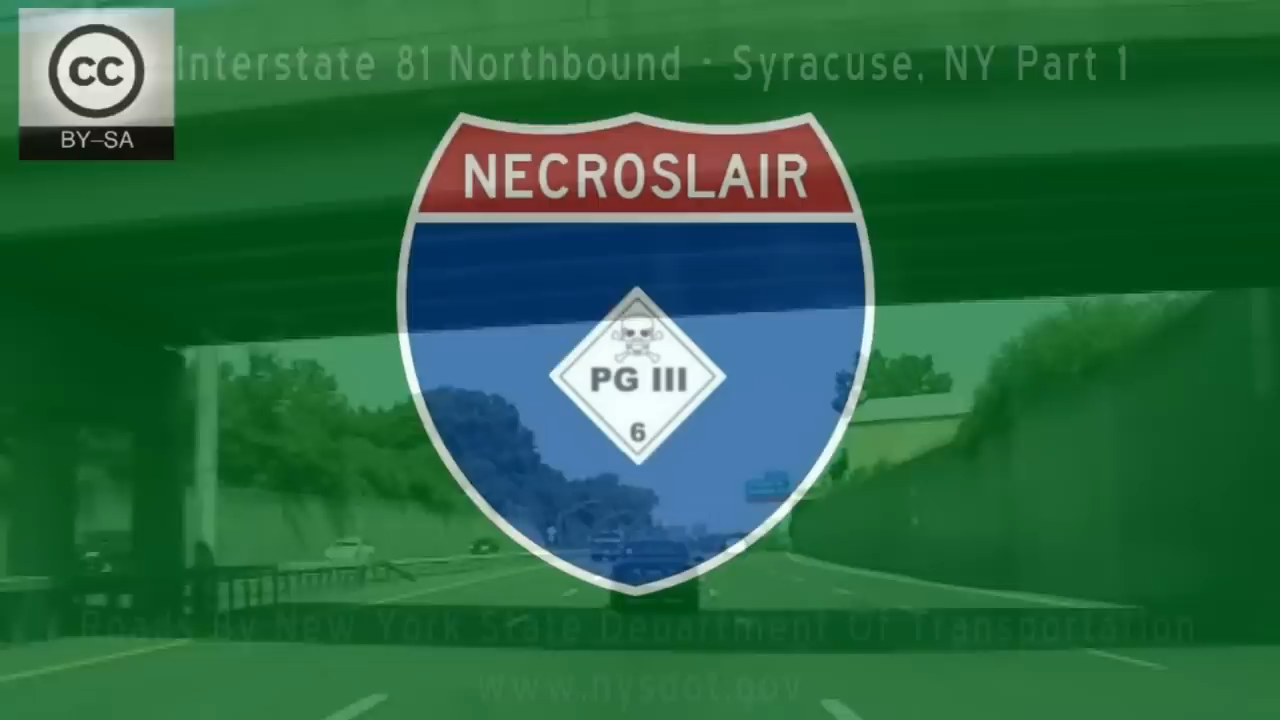 Interstate 81 Northbound - Syracuse, NY Part 1
cc
BY–SA
NECROSLAIR
PG III
6
Roads By New York State Department Of Transportation
www.nysdot.gov